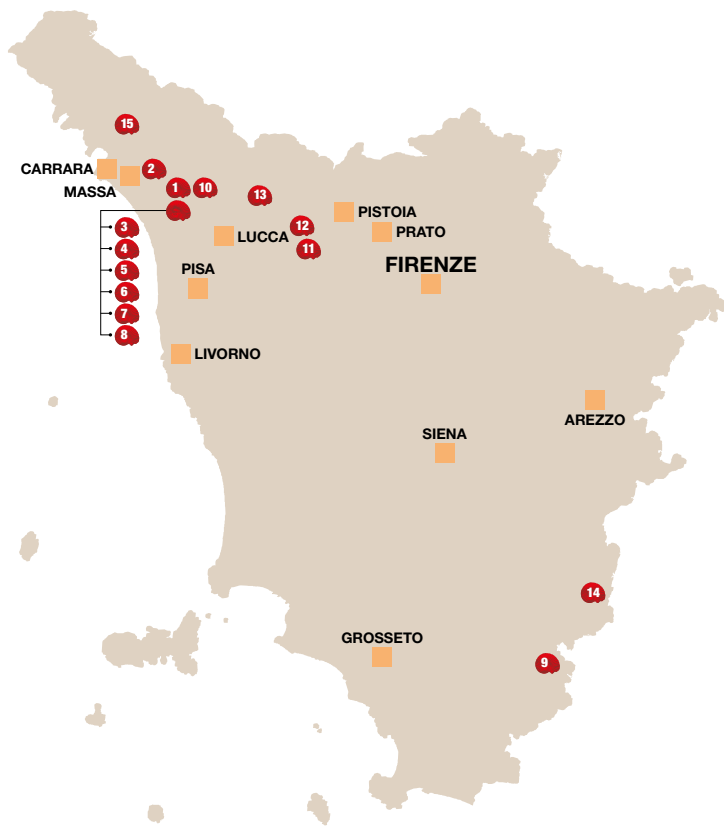 15
CARRARA
2
MASSA
1
10
13
3
PISTOIA
12
LUCCA
PRATO
4
11
FIRENZE
5
PISA
6
7
8
LIVORNO
AREZZO
SIENA
14
GROSSETO
9